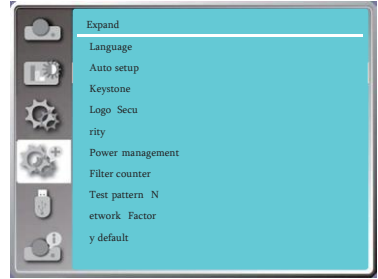 Expand
Language
Auto setup
Keystone
Logo Secu
rity
Power management
Filter counter
Test pattern N
etwork Factor
y default